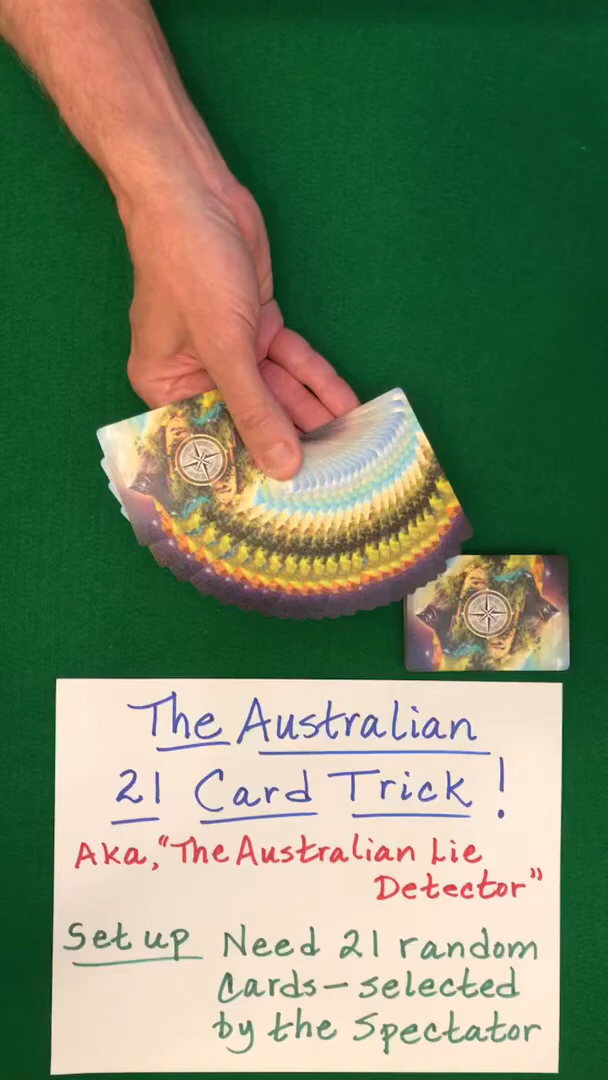 The Australian
21 Card Trick!
Aka, "The Australian Lie
Detector"
Set up Need 21 random
Cards- selected
by the Spectator